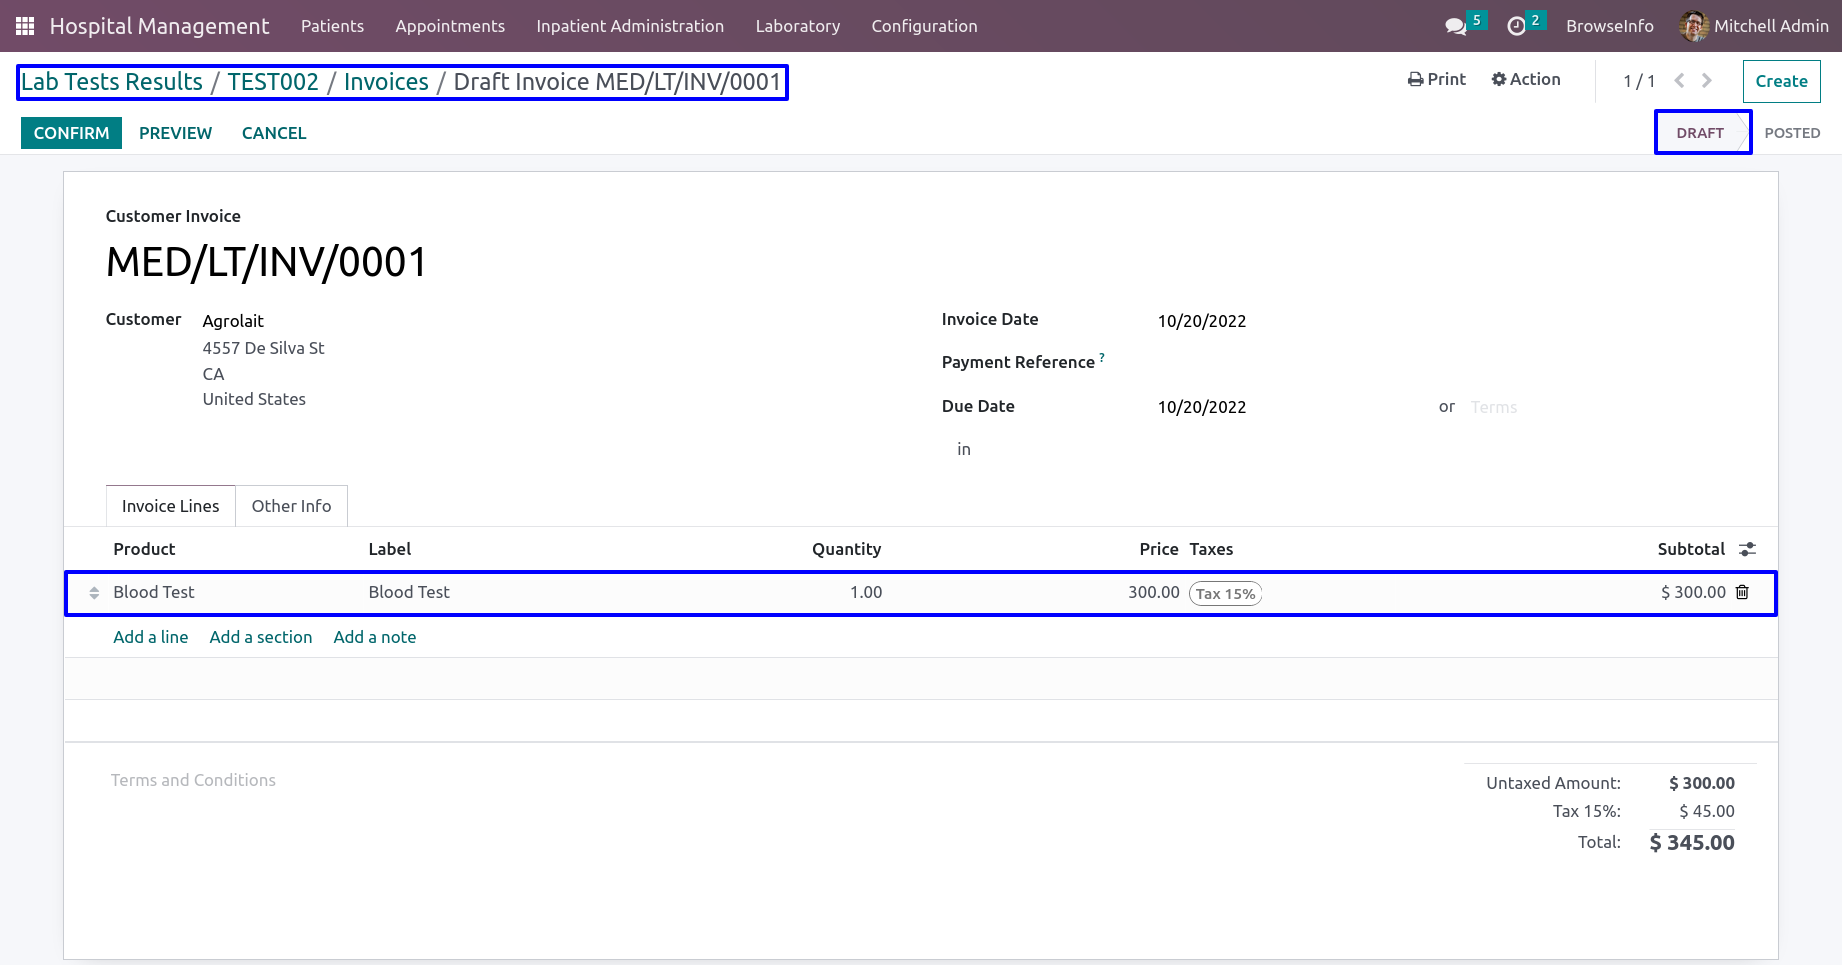 Hospital Management Patients Appointments Inpatient Administration Laboratory Configuration 5 2 BrowseInfo Mitchell Admin
Lab Tests Results / TEST002 / Invoices / Draft Invoice MED/LT/INV/0001 Print Action 1 / 1 Create
CONFIRM PREVIEW CANCEL DRAFT POSTED
Customer Invoice
MED/LT/INV/0001
Customer Agrolait Invoice Date 10/20/2022
4557 De Silva St
CA Payment Reference ?
United States
Due Date 10/20/2022 or Terms
in
Invoice Lines Other Info
Product Label Quantity Price Taxes Subtotal
Blood Test Blood Test 1.00 300.00 Tax 15% $ 300.00
Add a line Add a section Add a note
Terms and Conditions
Untaxed Amount: $ 300.00
Tax 15%: $ 45.00
Total: $ 345.00